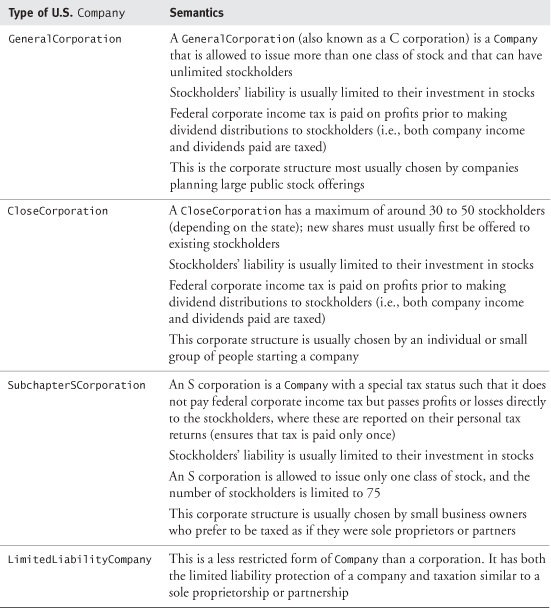 Type of U.S. Company Semantics
GeneralCorporation A GeneralCorporation (also known as a C corporation) is a Company
that is allowed to issue more than one class of stock and that can have
unlimited stockholders
Stockholders’ liability is usually limited to their investment in stocks
Federal corporate income tax is paid on profits prior to making
dividend distributions to stockholders (i.e., both company income
and dividends paid are taxed)
This is the corporate structure most usually chosen by companies
planning large public stock offerings
CloseCorporation A CloseCorporation has a maximum of around 30 to 50 stockholders
(depending on the state); new shares must usually first be offered to
existing stockholders
Stockholders’ liability is usually limited to their investment in stocks
Federal corporate income tax is paid on profits prior to making
dividend distributions to stockholders (i.e., both company income
and dividends paid are taxed)
This corporate structure is usually chosen by an individual or small
group of people starting a company
SubchapterSCorporation An S corporation is a Company with a special tax status such that it does
not pay federal corporate income tax but passes profits or losses directly
to the stockholders, where these are reported on their personal tax
returns (ensures that tax is paid only once)
Stockholders’ liability is usually limited to their investment in stocks
An S corporation is allowed to issue only one class of stock, and the
number of stockholders is limited to 75
This corporate structure is usually chosen by small business owners
who prefer to be taxed as if they were sole proprietors or partners
LimitedLiabilityCompany This is a less restricted form of Company than a corporation. It has both
the limited liability protection of a company and taxation similar to a
sole proprietorship or partnership